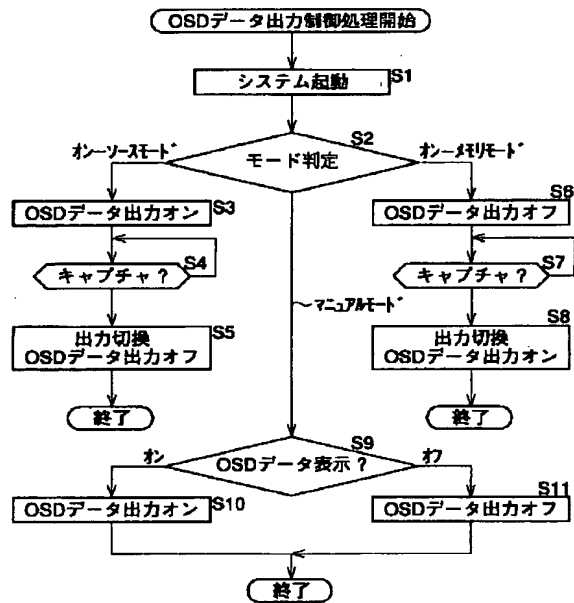 OSDデータ出力制御処理開始
S1
システム起動
S2
モード判定
オン―ソースモード
オン―メモリモード
S3
OSDデータ出力オン
S6
OSDデータ出力オフ
S4
キャプチャ?
S7
キャプチャ?
マニュアルモード
S5
出力切換
OSDデータ出力オフ
S8
出力切換
OSDデータ出力オン
終了
終了
S9
OSDデータ表示?
オン
オフ
S10
OSDデータ出力オン
S11
OSDデータ出力オフ
終了